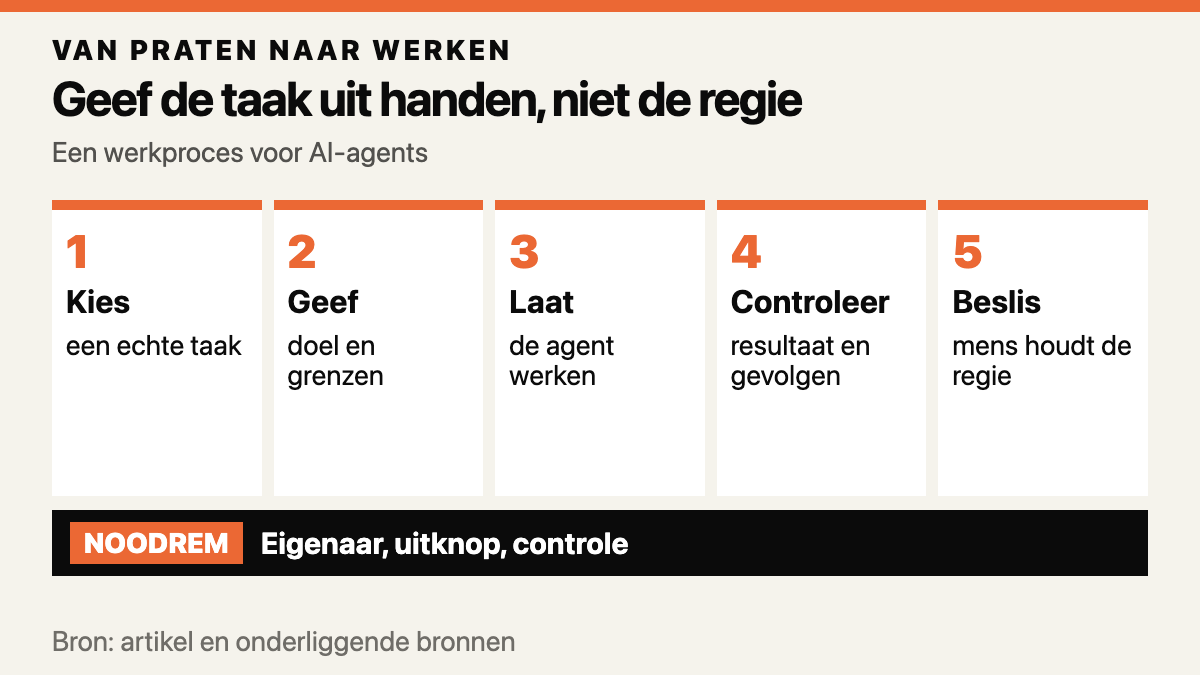 VAN PRATEN NAAR WERKEN
Geef de taak uit handen, niet de regie
Een werkproces voor AI-agents
1
Kies
een echte taak
2
Geef
doel en
grenzen
3
Laat
de agent
werken
4
Controleer
resultaat en
gevolgen
5
Beslis
mens houdt de
regie
NOODREM
Eigenaar, uitknop, controle
Bron: artikel en onderliggende bronnen